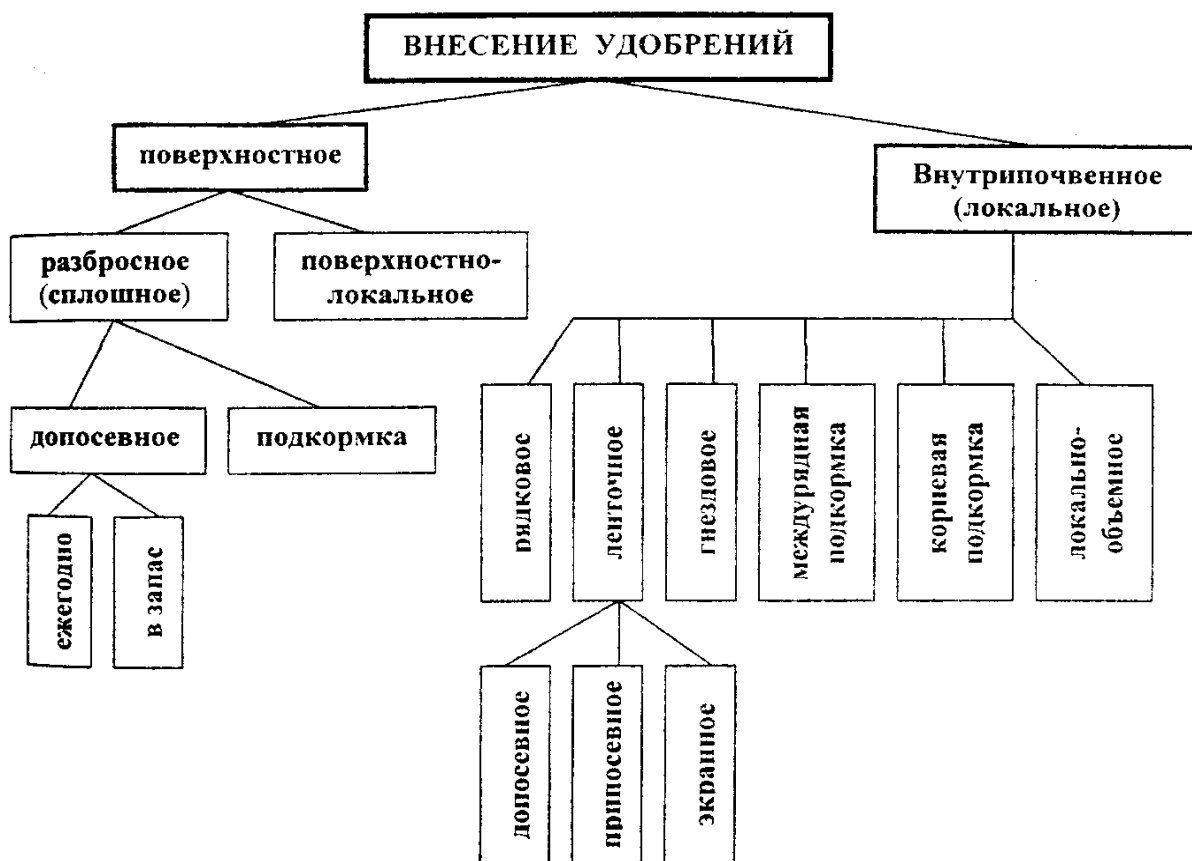 ВНЕСЕНИЕ УДОБРЕНИЙ
поверхностное
Внутрипочвенное
(локальное)
разбросное
(сплошное)
поверхностно-
локальное
допосевное
подкормка
ежегодно
в запас
рядковое
ленточное
гнездовое
междурядная
подкормка
корневая
подкормка
локально-
объемное
допосевное
припосевное
экранное